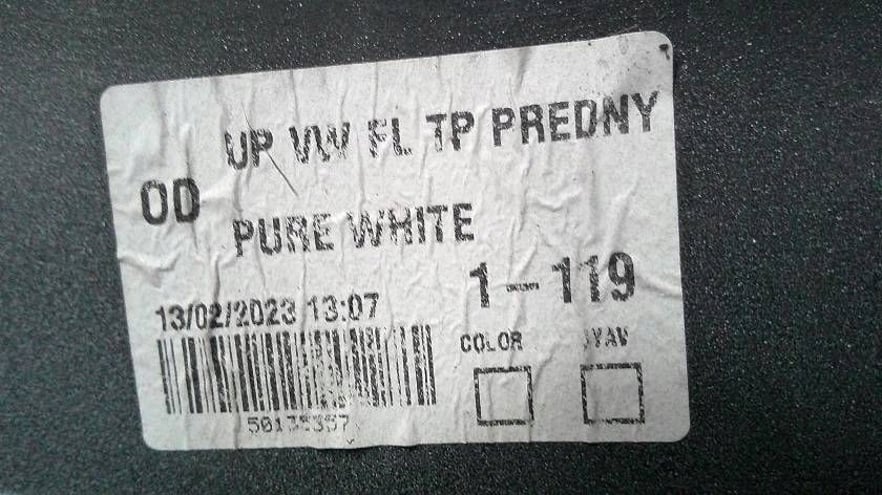 UP VW FL TP PREDNY
OD
PURE WHITE
1-119
13/02/2023 13:07
COLOR